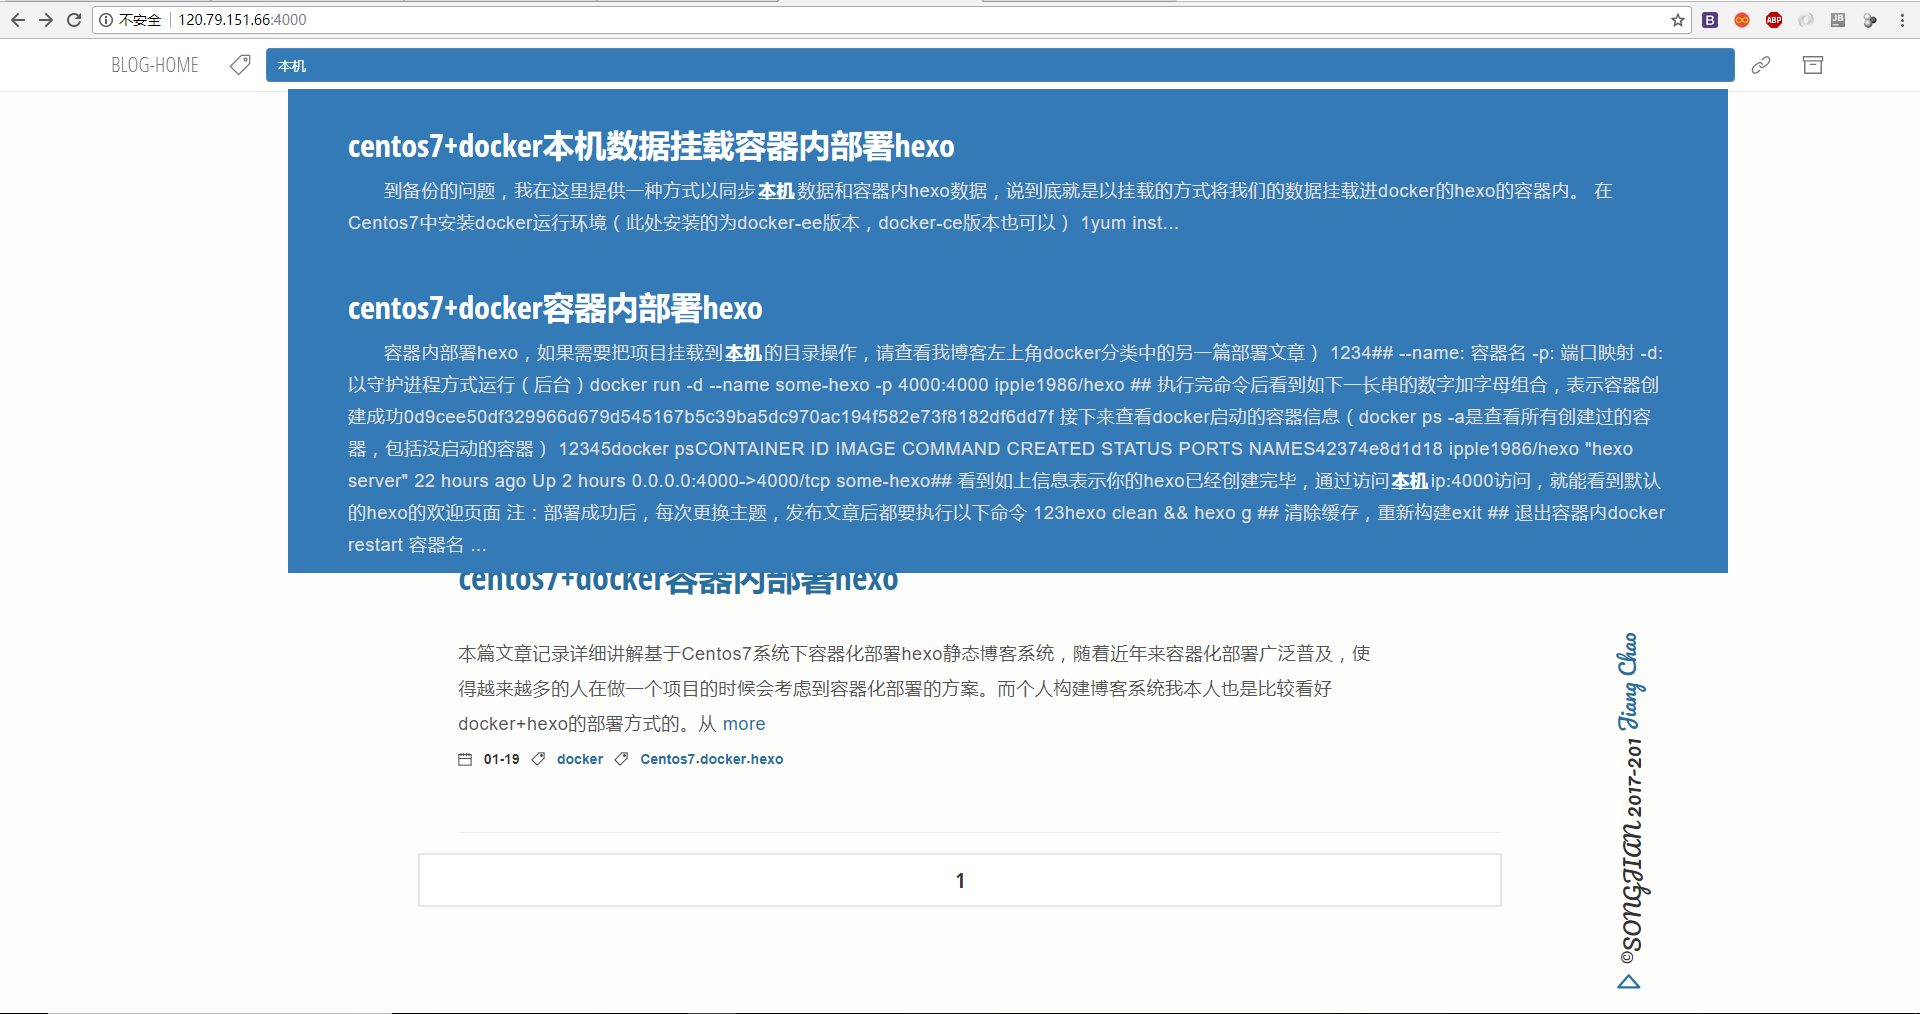 不安全 120.79.151.66:4000
BLOG-HOME 本机
centos7+docker本机数据挂载容器内部署hexo
到备份的问题，我在这里提供一种方式以同步本机数据和容器内hexo数据，说到底就是以挂载的方式将我们的数据挂载进docker的hexo的容器内。 在
Centos7中安装docker运行环境（此处安装的为docker-ee版本，docker-ce版本也可以） 1yum inst...
centos7+docker容器内部署hexo
容器内部署hexo，如果需要把项目挂载到本机的目录操作，请查看我博客左上角docker分类中的另一篇部署文章） 1234## --name: 容器名 -p: 端口映射 -d:
以守护进程方式运行（后台）docker run -d --name some-hexo -p 4000:4000 ipple1986/hexo ## 执行完命令后看到如下一长串的数字加字母组合，表示容器创
建成功0d9cee50df329966d679d545167b5c39ba5dc970ac194f582e73f8182df6dd7f 接下来查看docker启动的容器信息（docker ps -a是查看所有创建过的容
器，包括没启动的容器） 12345docker psCONTAINER ID IMAGE COMMAND CREATED STATUS PORTS NAMES42374e8d1d18 ipple1986/hexo "hexo
server" 22 hours ago Up 2 hours 0.0.0.0:4000->4000/tcp some-hexo## 看到如上信息表示你的hexo已经创建完毕，通过访问本机ip:4000访问，就能看到默认
的hexo的欢迎页面 注：部署成功后，每次更换主题，发布文章后都要执行以下命令 123hexo clean && hexo g ## 清除缓存，重新构建exit ## 退出容器内docker
restart 容器名 ...
centos7+docker容器内部署hexo
本篇文章记录详细讲解基于Centos7系统下容器化部署hexo静态博客系统，随着近年来容器化部署广泛普及，使
得越来越多的人在做一个项目的时候会考虑到容器化部署的方案。而个人构建博客系统我本人也是比较看好
docker+hexo的部署方式的。从 more
01-19 docker Centos7.docker.hexo
1
©SONGJIAN 2017-201 Jiang Chao
B
ABP
JB